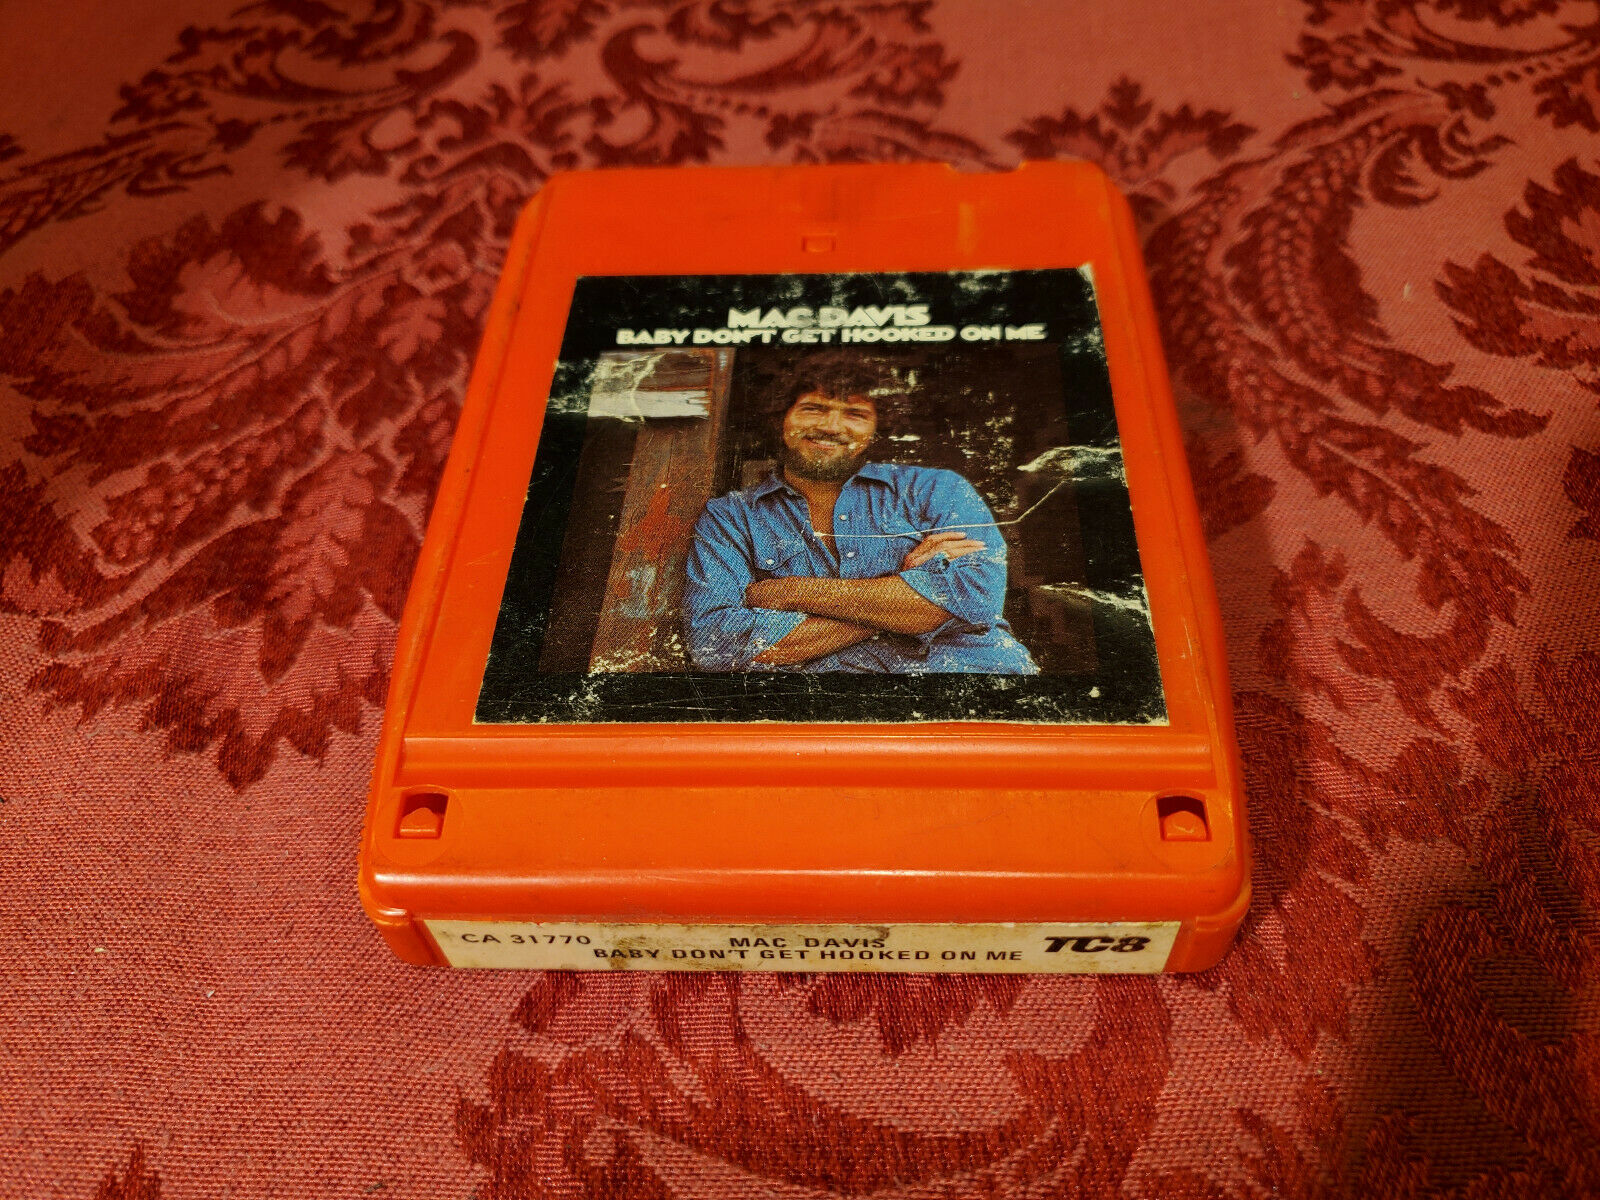 MAC DAVIS
BABY DON'T GET HOOKED ON ME
CA 31770 MAC DAVIS TC8
BABY DON'T GET HOOKED ON ME